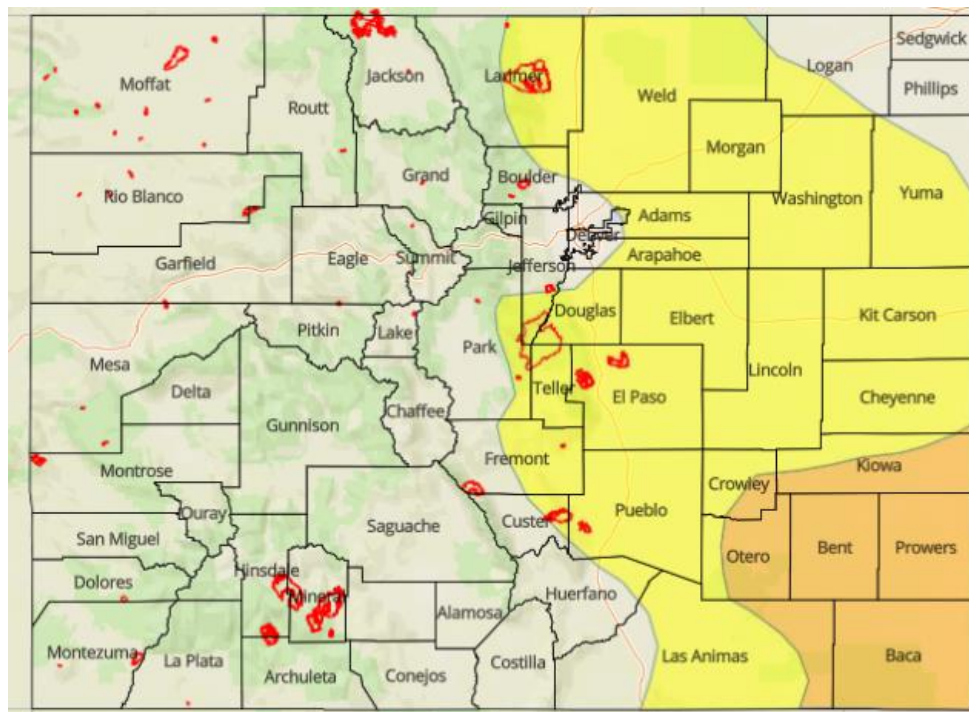 Sedgwick
Logan
Moffat
Jackson
Larimer
Phillips
Weld
Routt
Morgan
Grand
Boulder
Rio Blanco
Washington
Yuma
Gilpin
Adams
Denver
Eagle
Summit
Garfield
Jefferson
Arapahoe
Douglas
Elbert
Kit Carson
Pitkin
Lake
Park
Mesa
Lincoln
Delta
Teller
El Paso
Cheyenne
Chaffee
Gunnison
Fremont
Kiowa
Montrose
Crowley
Pueblo
Ouray
Saguache
Custer
San Miguel
Otero
Bent
Prowers
Hinsdale
Dolores
Mineral
Huerfano
Alamosa
Montezuma
La Plata
Las Animas
Baca
Archuleta
Conejos
Costilla